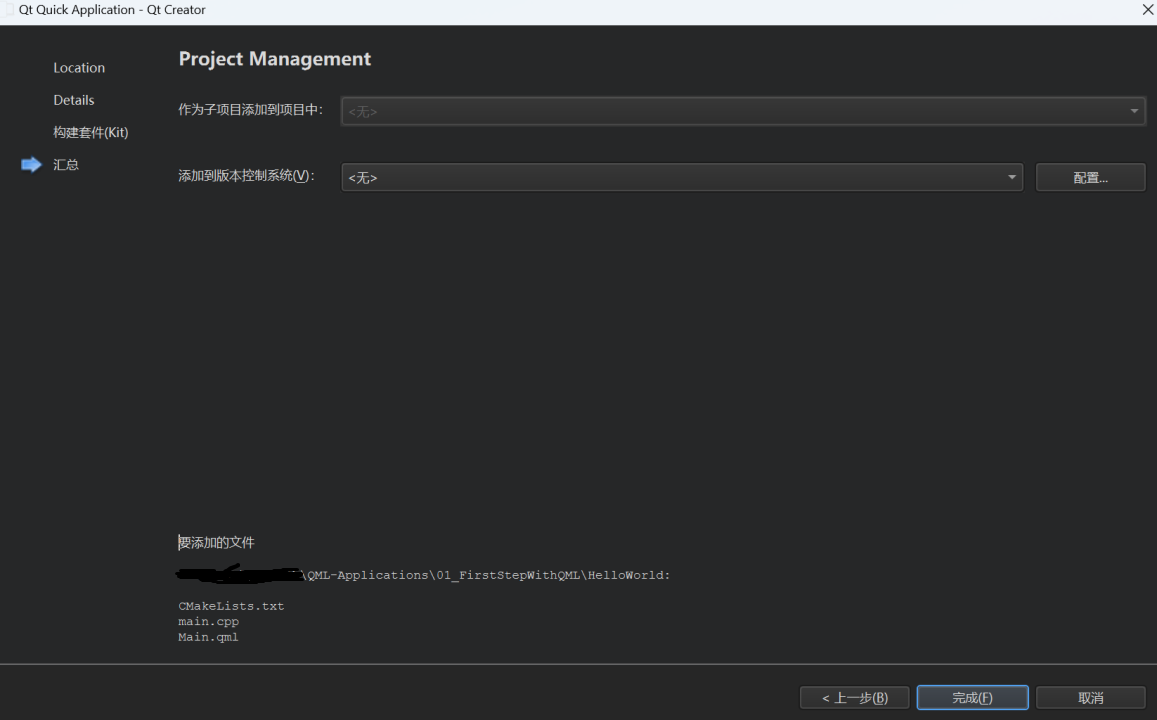 Qt Quick Application - Qt Creator
Location
Details
构建套件(Kit)
汇总
Project Management
作为子项目添加到项目中：
<无>
添加到版本控制系统(V)：
<无>
配置...
要添加的文件
\QML-Applications\01_FirstStepWithQML\HelloWorld:
CMakeLists.txt
main.cpp
Main.qml
< 上一步(B)
完成(F)
取消